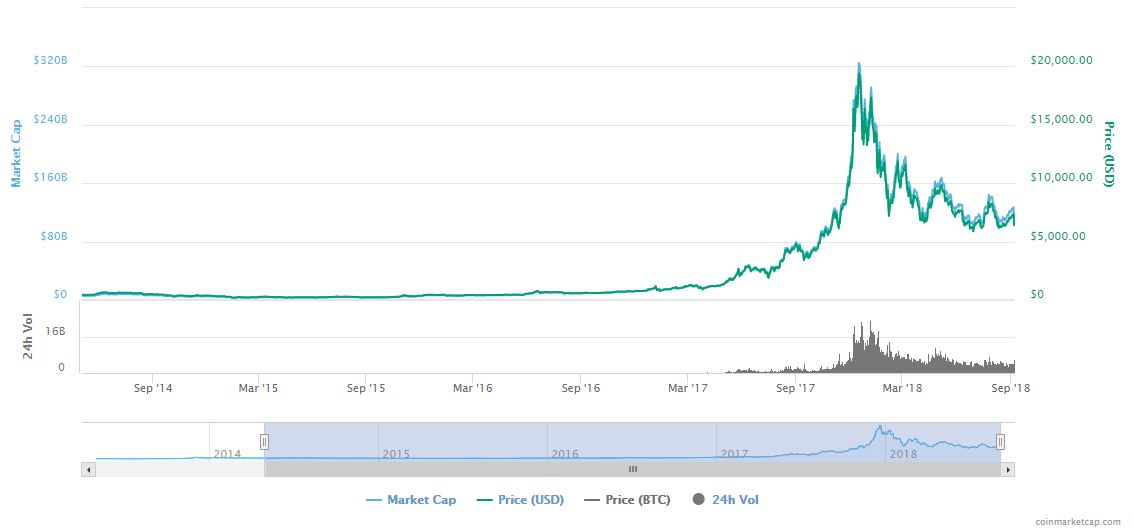 $320B
$20,000.00
$240B
$15,000.00
Market Cap
Price (USD)
$160B
$10,000.00
$80B
$5,000.00
$0
$0
24h Vol
16B
0
Sep '14
Mar '15
Sep '15
Mar '16
Sep '16
Mar '17
Sep '17
Mar '18
Sep '18
2014
2015
2016
2017
2018
Market Cap
Price (USD)
Price (BTC)
24h Vol
coinmarketcap.com